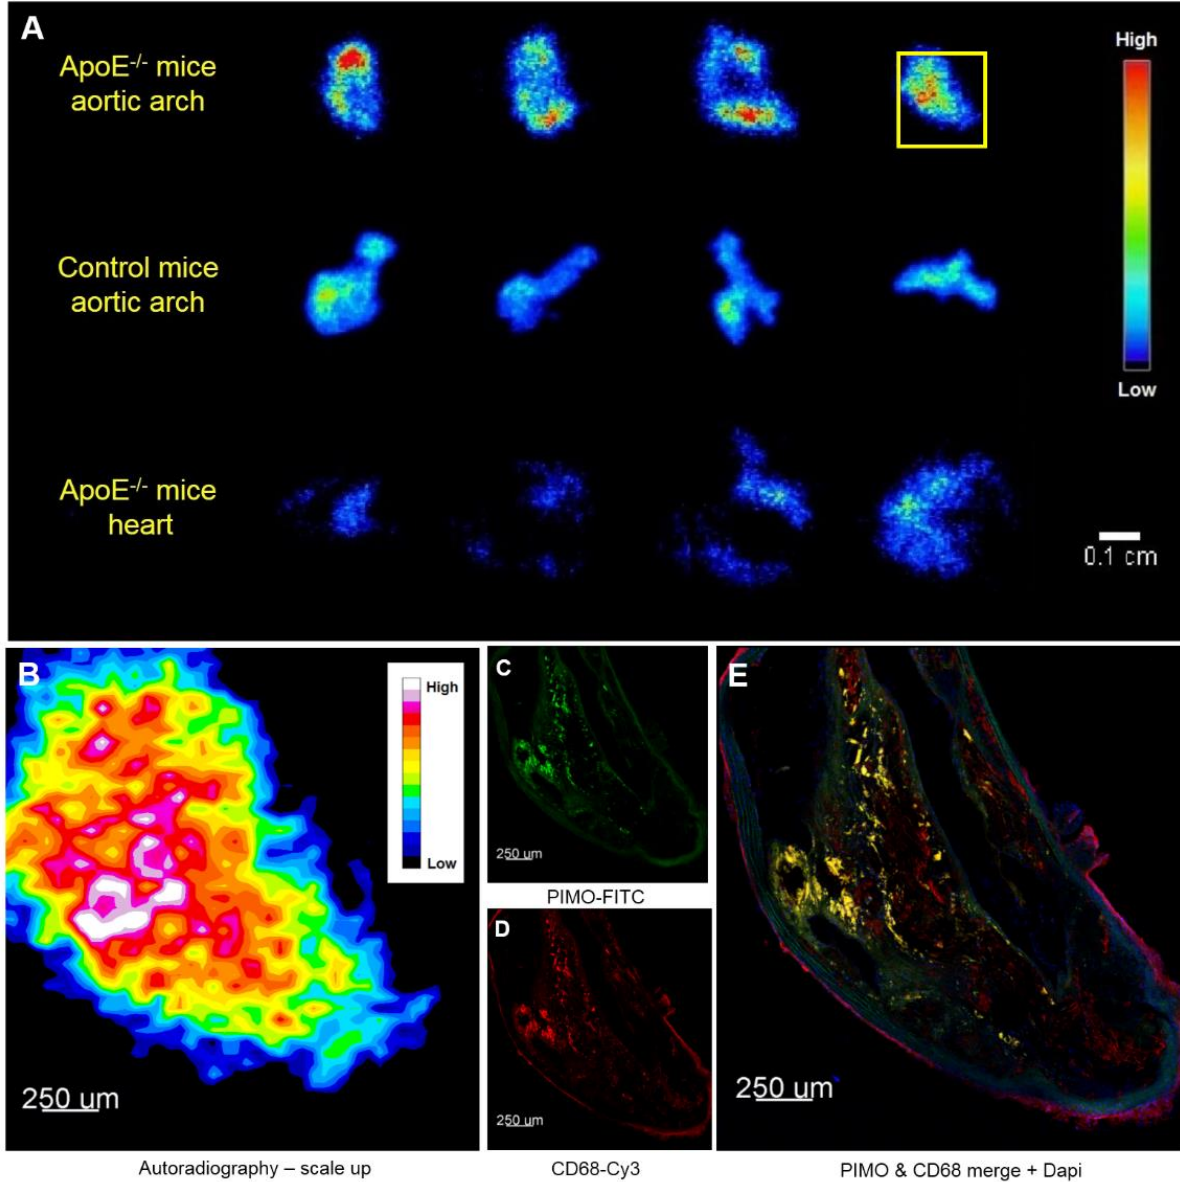 A
ApoE-/- mice
aortic arch
High
Low
Control mice
aortic arch
ApoE-/- mice
heart
0.1 cm
B
High
Low
250 um
Autoradiography – scale up
C
250 um
PIMO-FITC
D
250 um
CD68-Cy3
E
250 um
PIMO & CD68 merge + Dapi